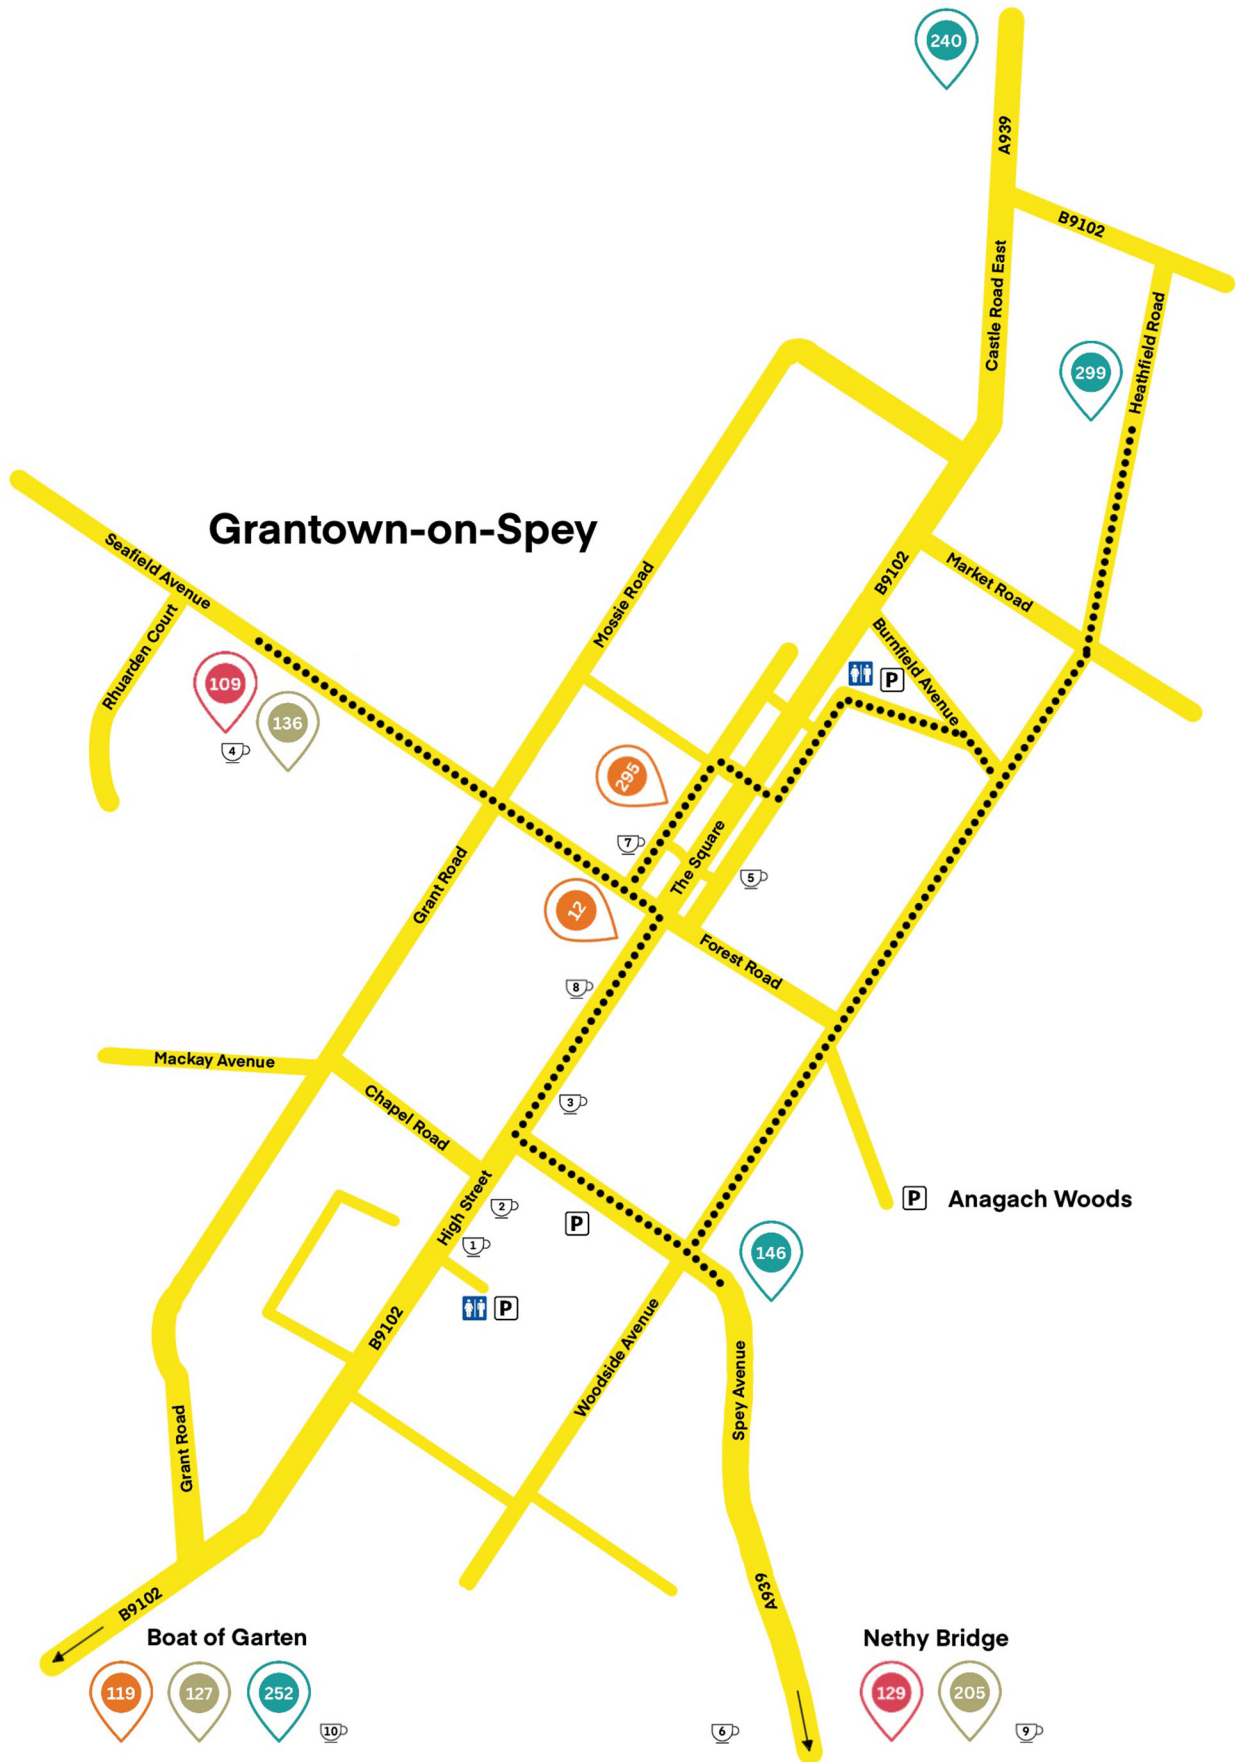 240
A939
B9102
Castle Road East
Heathfield Road
299
Grantown-on-Spey
Seafield Avenue
Rhuarden Court
Mossie Road
B9102
Market Road
Burnfield Avenue
P
109
136
4
295
7
The Square
5
Grant Road
12
Forest Road
8
Mackay Avenue
Chapel Road
3
High Street
2
P
1
P
Anagach Woods
146
P
B9102
Woodside Avenue
Spey Avenue
Grant Road
A939
B9102
Boat of Garten
119
127
252
10
Nethy Bridge
129
205
6
9